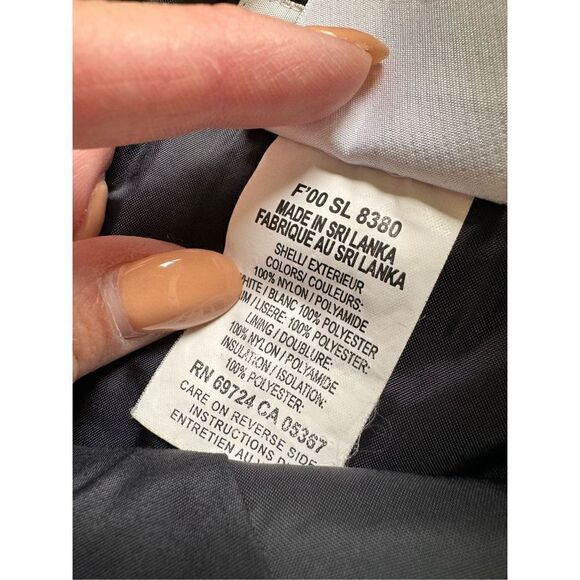 F'00 SL 8380
MADE IN SRI LANKA
FABRIQUE AU SRI LANKA
SHELL/ EXTERIEUR
COLORS/ COULEURS:
100% NYLON / POLYAMIDE
WHITE / BLANC 100% POLYESTER
/ LISERE: 100% POLYESTER
LINING / DOUBLURE:
100% NYLON / POLYAMIDE
INSULATION / ISOLATION:
100% POLYESTER:
RN 69724 CA 05367
CARE ON REVERSE SIDE
INSTRUCTIONS
ENTRETIEN AU